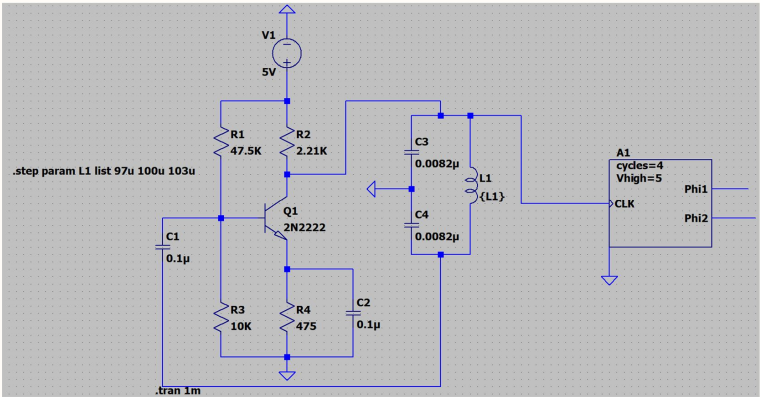 V1
5V
R1
47.5K
R2
2.21K
.step param L1 list 97u 100u 103u
C3
0.0082µ
L1
{L1}
A1
cycles=4
Vhigh=5
Phi1
CLK
Phi2
Q1
2N2222
C4
0.0082µ
C1
0.1µ
R3
10K
R4
475
C2
0.1µ
.tran 1m